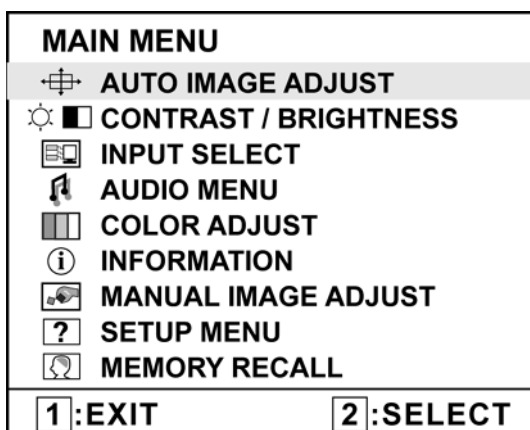 MAIN MENU
AUTO IMAGE ADJUST
CONTRAST / BRIGHTNESS
INPUT SELECT
AUDIO MENU
COLOR ADJUST
i INFORMATION
MANUAL IMAGE ADJUST
? SETUP MENU
MEMORY RECALL
1:EXIT 2:SELECT